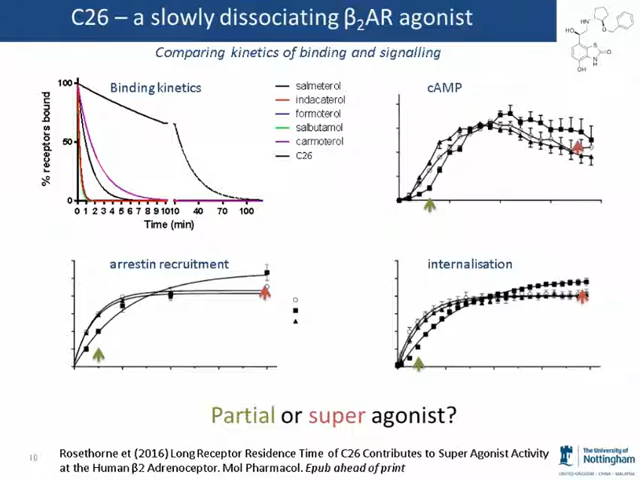 C26 – a slowly dissociating β₂AR agonist
Comparing kinetics of binding and signalling
HN
HO
O
S
O
N
H
OH
Binding kinetics
% receptors bound
100
50
0
0 1 2 3 4 5 6 7 8 9 10 10 40 70 100
Time (min)
salmeterol
indacaterol
formoterol
salbutamol
carmoterol
C26
cAMP
arrestin recruitment
internalisation
Partial or super agonist?
10
Rosethorne et (2016) Long Receptor Residence Time of C26 Contributes to Super Agonist Activity
at the Human β2 Adrenoceptor. Mol Pharmacol. Epub ahead of print
The University of
Nottingham
UNITED KINGDOM · CHINA · MALAYSIA